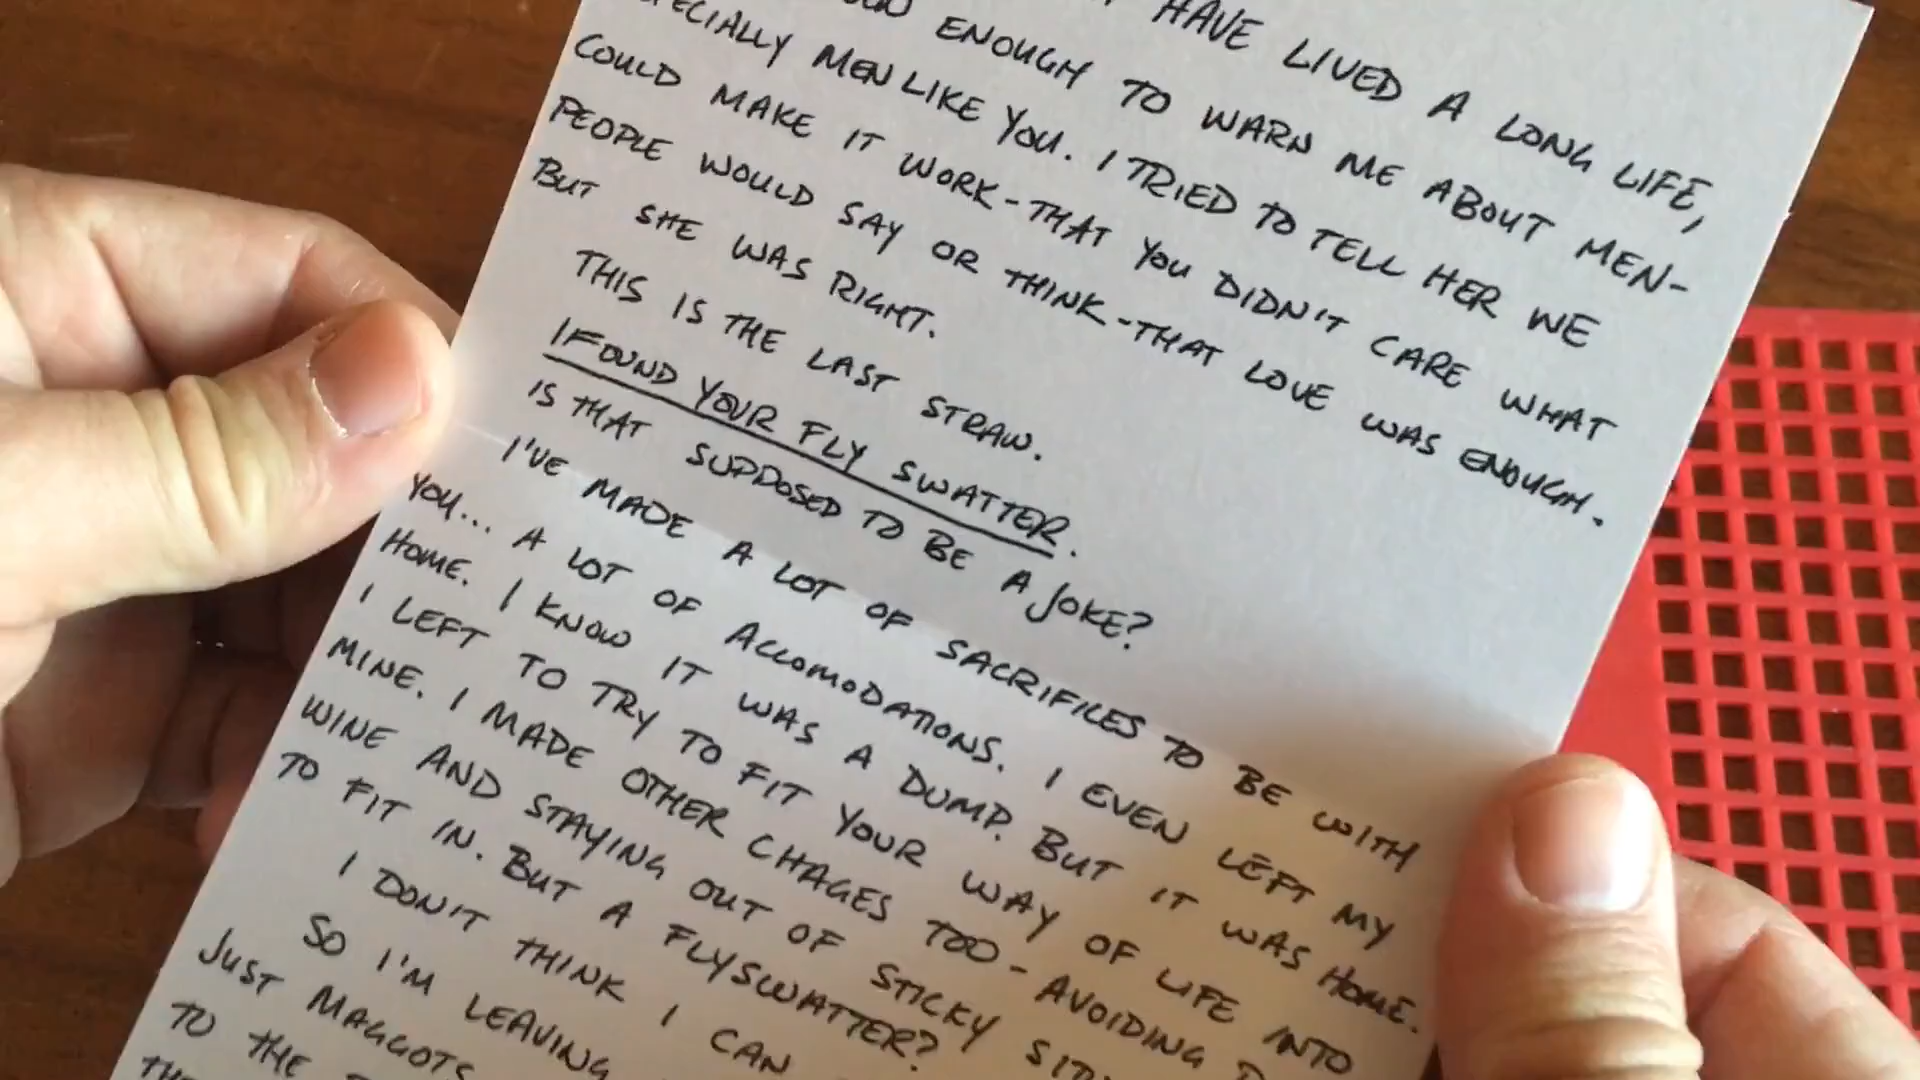 HAVE LIVED A LONG LIFE,
ENOUGH TO WARN ME ABOUT MEN-
ESPECIALLY MEN LIKE YOU. I TRIED TO TELL HER WE
COULD MAKE IT WORK-THAT YOU DIDN'T CARE WHAT
PEOPLE WOULD SAY OR THINK-THAT LOVE WAS ENOUGH.
BUT SHE WAS RIGHT.
THIS IS THE LAST STRAW.
I FOUND YOUR FLY SWATTER.
IS THAT SUPPOSED TO BE A JOKE?
I'VE MADE A LOT OF SACRIFICES TO BE WITH
YOU... A LOT OF ACCOMODATIONS. I EVEN LEFT MY
HOME. I KNOW IT WAS A DUMP. BUT IT WAS HOME.
I LEFT TO TRY TO FIT YOUR WAY OF LIFE INTO
MINE. I MADE OTHER CHAGES TOO - AVOIDING
WINE AND STAYING OUT OF STICKY
TO FIT IN. BUT A FLYSWATTER?
I DON'T THINK I CAN
SO I'M LEAVING
JUST MAGGOTS
TO THE